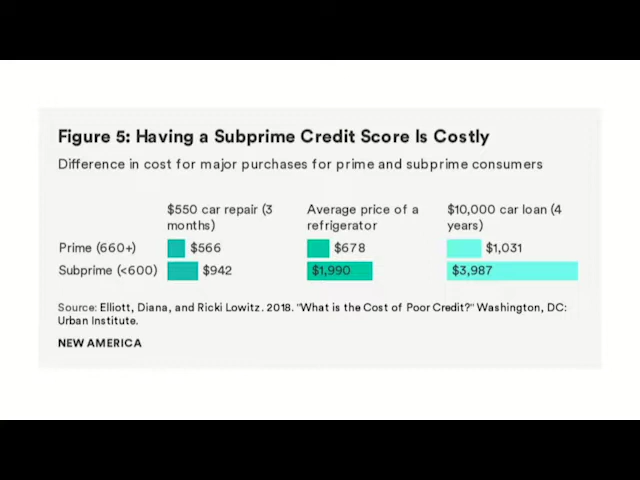 Figure 5: Having a Subprime Credit Score Is Costly
Difference in cost for major purchases for prime and subprime consumers
$550 car repair (3 months)
Average price of a refrigerator
$10,000 car loan (4 years)
Prime (660+) $566 $678 $1,031
Subprime (<600) $942 $1,990 $3,987
Source: Elliott, Diana, and Ricki Lowitz. 2018. "What is the Cost of Poor Credit?" Washington, DC:
Urban Institute.
NEW AMERICA